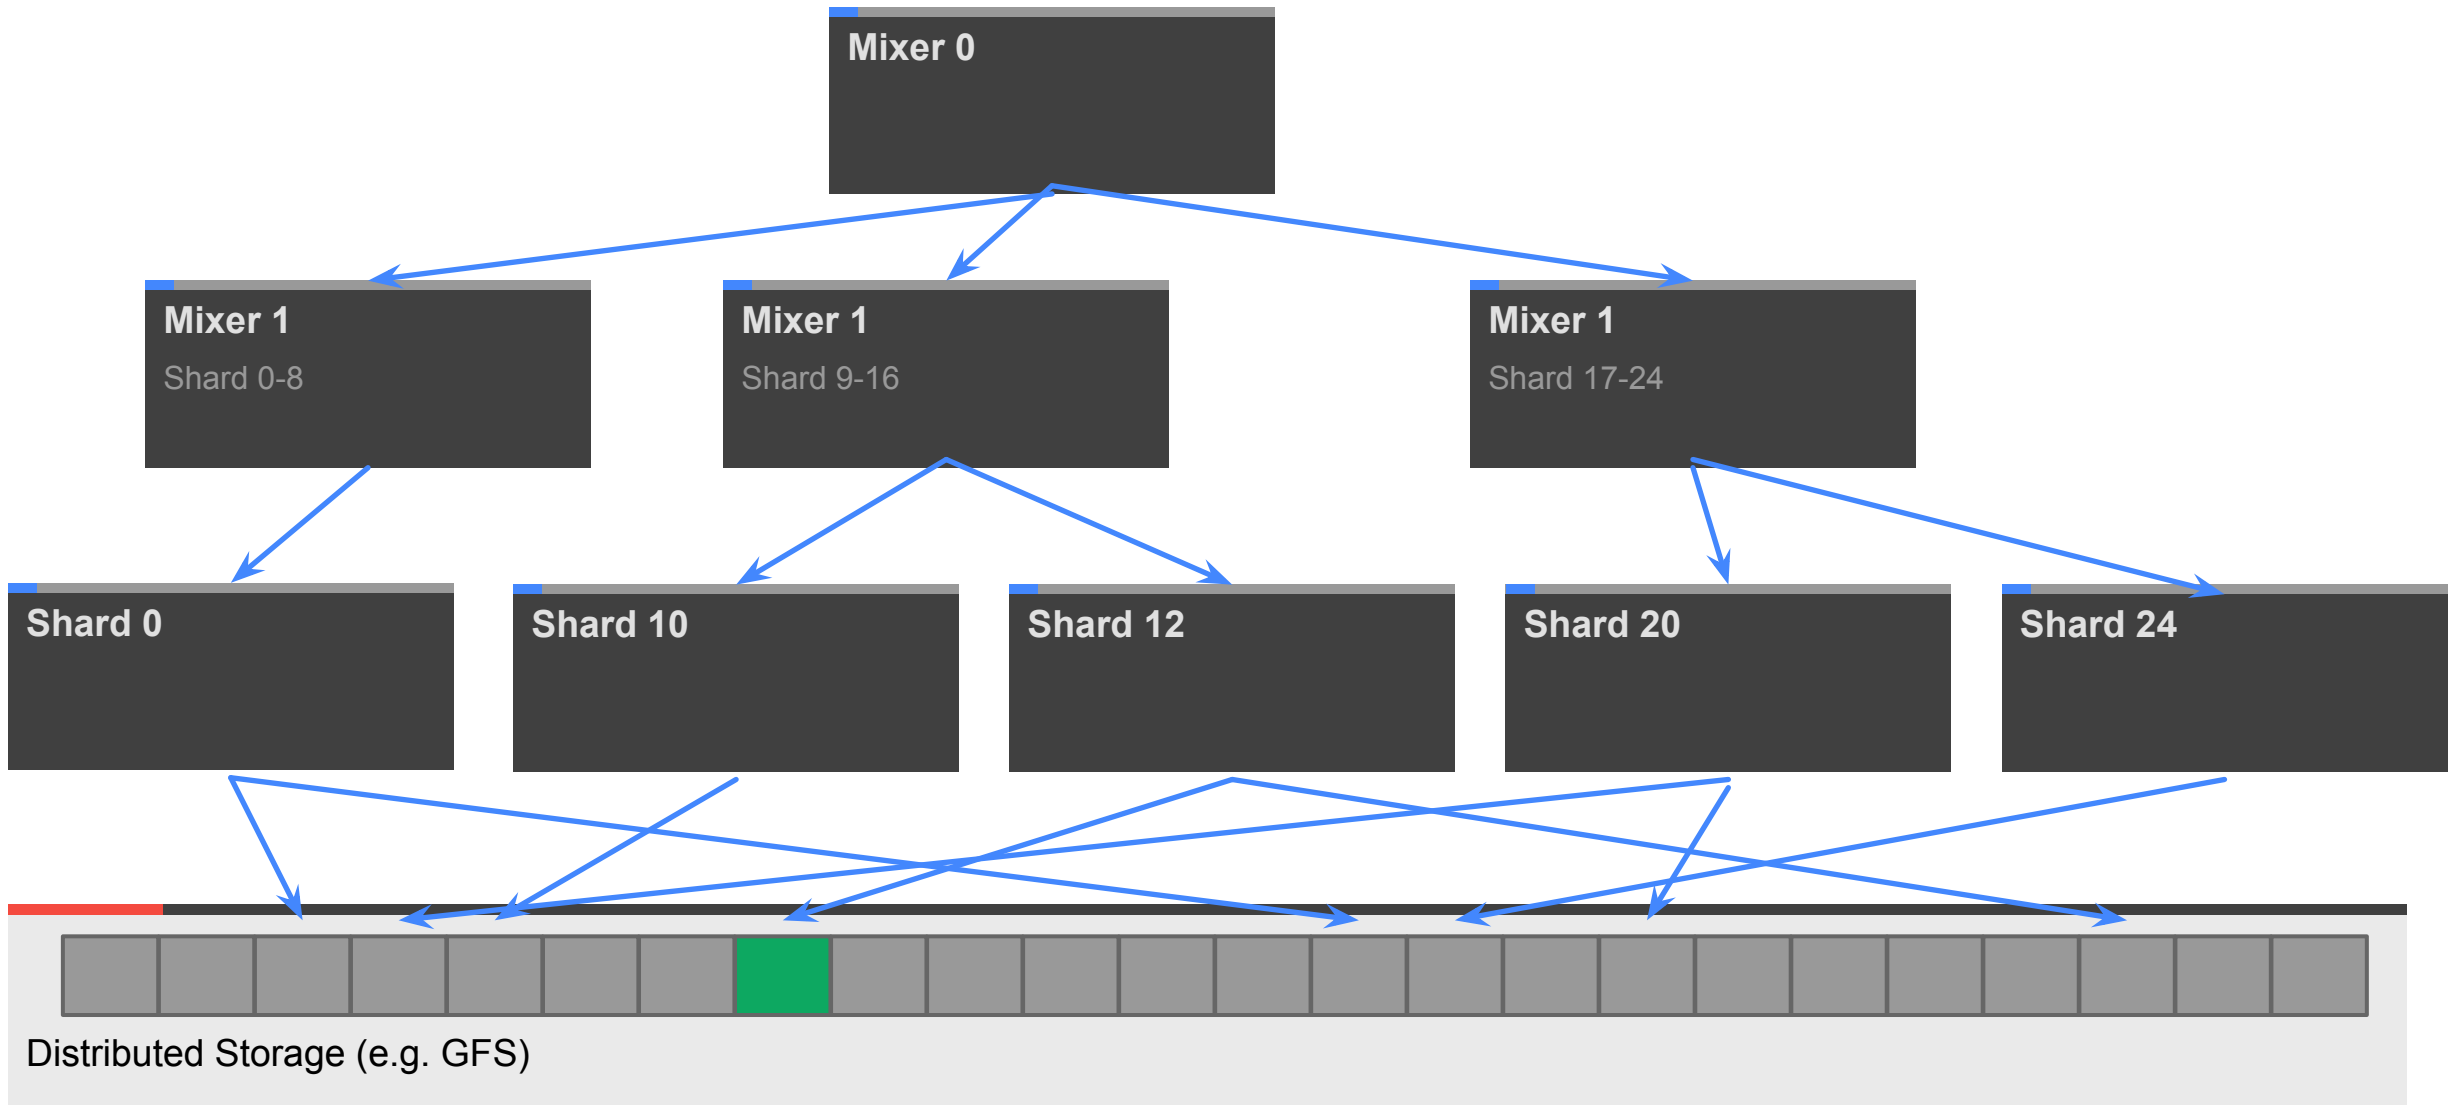 Mixer 0
Mixer 1
Shard 0-8
Mixer 1
Shard 9-16
Mixer 1
Shard 17-24
Shard 0
Shard 10
Shard 12
Shard 20
Shard 24
Distributed Storage (e.g. GFS)